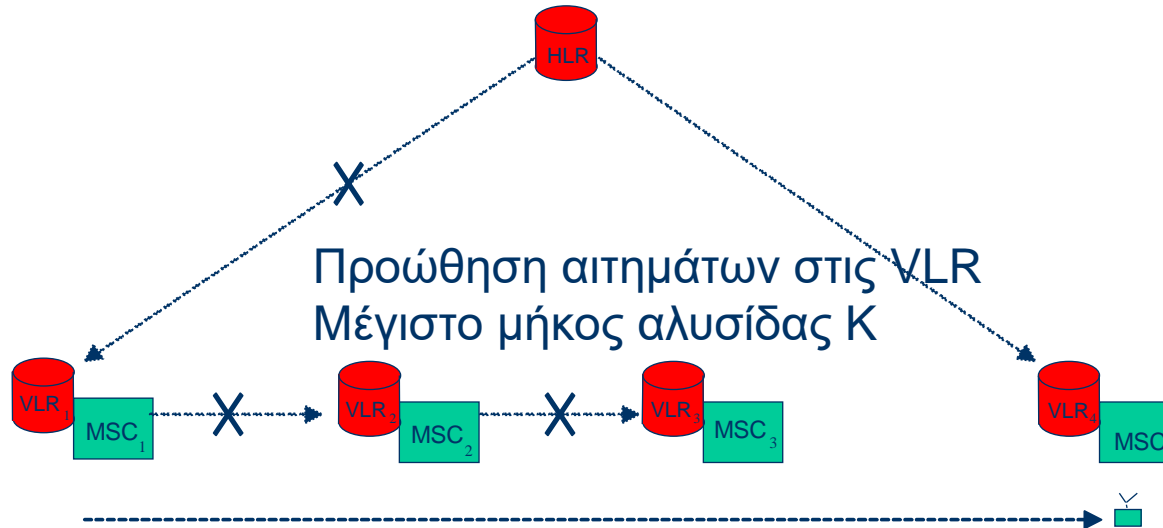 HLR
Προώθηση αιτημάτων στις VLR
Μέγιστο μήκος αλυσίδας Κ
VLR1 MSC1
VLR2 MSC2
VLR3 MSC3
VLR4 MSC